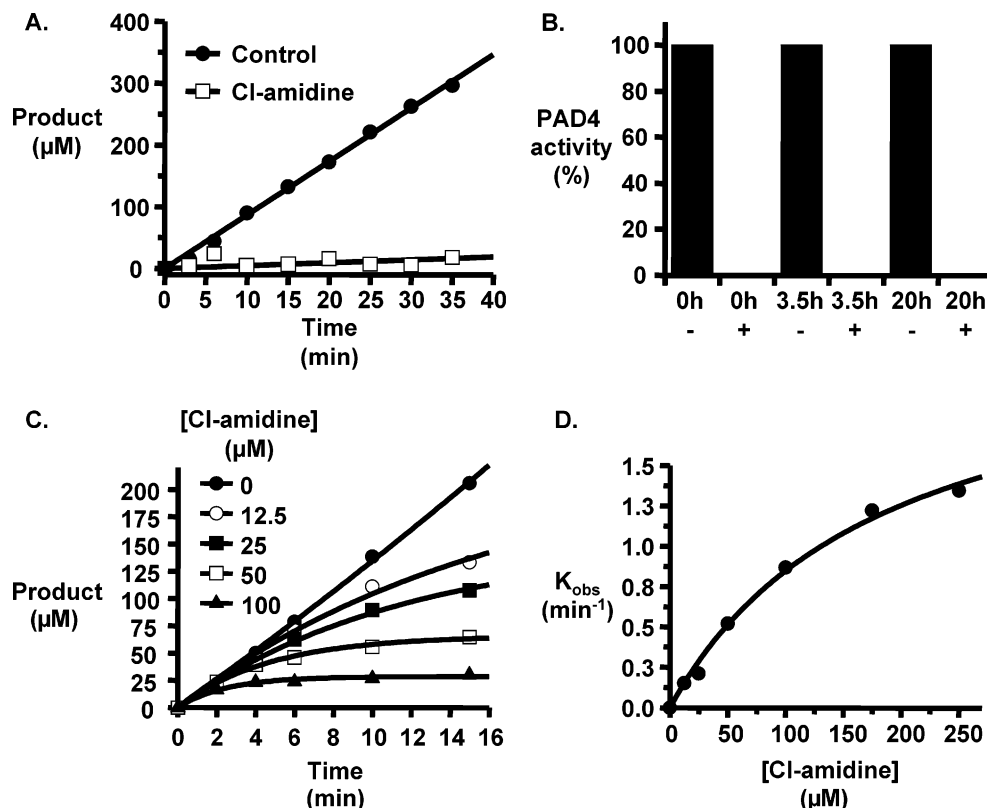 A.
400
300
200
100
0
Product
(µM)
Control
Cl-amidine
0 5 10 15 20 25 30 35 40
Time
(min)
B.
100
80
60
40
20
0
PAD4
activity
(%)
0h 0h 3.5h 3.5h 20h 20h
- + - + - +
C.
[Cl-amidine]
(µM)
0
12.5
25
50
100
200
175
150
125
100
75
50
25
0
Product
(µM)
0 2 4 6 8 10 12 14 16
Time
(min)
D.
1.5
1.3
1.0
0.8
0.5
0.3
0.0
Kobs
(min-1)
0 50 100 150 200 250
[Cl-amidine]
(µM)